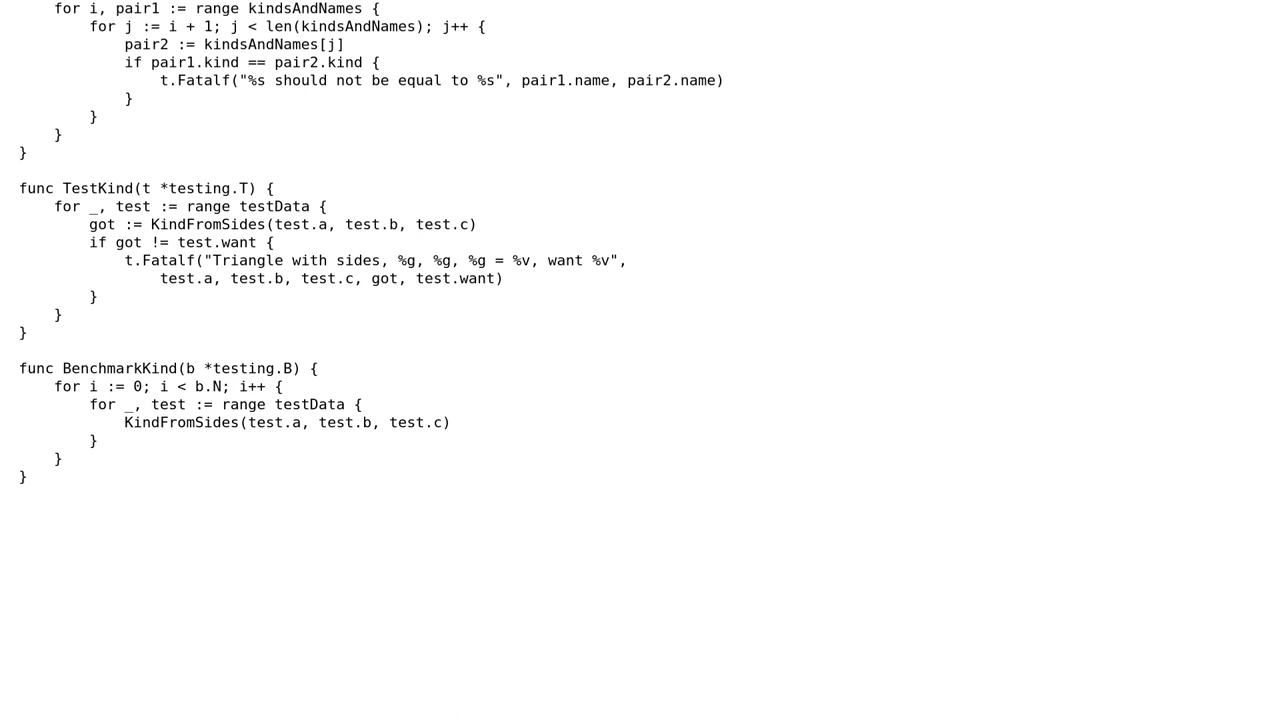 for i, pair1 := range kindsAndNames {
        for j := i + 1; j < len(kindsAndNames); j++ {
            pair2 := kindsAndNames[j]
            if pair1.kind == pair2.kind {
                t.Fatalf("%s should not be equal to %s", pair1.name, pair2.name)
            }
        }
    }
}

func TestKind(t *testing.T) {
    for _, test := range testData {
        got := KindFromSides(test.a, test.b, test.c)
        if got != test.want {
            t.Fatalf("Triangle with sides, %g, %g, %g = %v, want %v",
                test.a, test.b, test.c, got, test.want)
        }
    }
}

func BenchmarkKind(b *testing.B) {
    for i := 0; i < b.N; i++ {
        for _, test := range testData {
            KindFromSides(test.a, test.b, test.c)
        }
    }
}